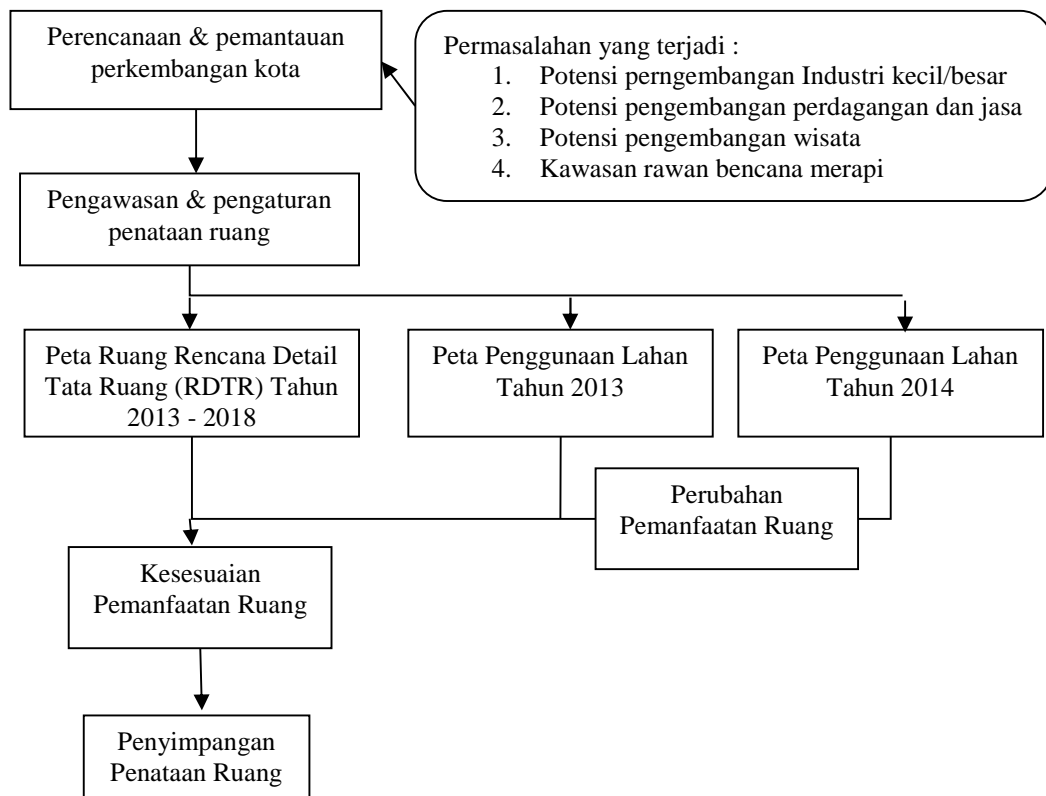 Perencanaan & pemantauan
perkembangan kota
Permasalahan yang terjadi :
1. Potensi perngembangan Industri kecil/besar
2. Potensi pengembangan perdagangan dan jasa
3. Potensi pengembangan wisata
4. Kawasan rawan bencana merapi
Pengawasan & pengaturan
penataan ruang
Peta Ruang Rencana Detail
Tata Ruang (RDTR) Tahun
2013 - 2018
Peta Penggunaan Lahan
Tahun 2013
Peta Penggunaan Lahan
Tahun 2014
Perubahan
Pemanfaatan Ruang
Kesesuaian
Pemanfaatan Ruang
Penyimpangan
Penataan Ruang